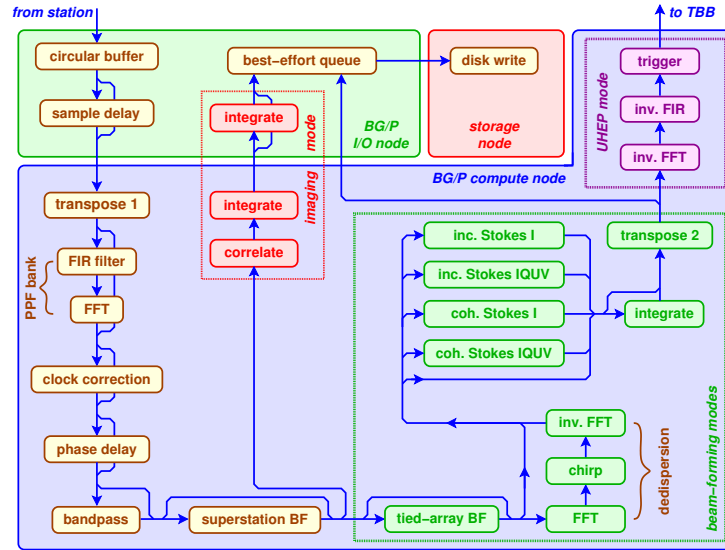 from station
to TBB
circular buffer
best−effort queue
disk write
trigger
sample delay
integrate
inv. FIR
UHEP mode
BG/P
I/O node
storage
node
inv. FFT
imaging mode
BG/P compute node
transpose 1
integrate
inc. Stokes I
transpose 2
correlate
FIR filter
inc. Stokes IQUV
PPF bank
FFT
coh. Stokes I
integrate
coh. Stokes IQUV
clock correction
inv. FFT
phase delay
chirp
dedispersion
beam−forming modes
bandpass
superstation BF
tied−array BF
FFT